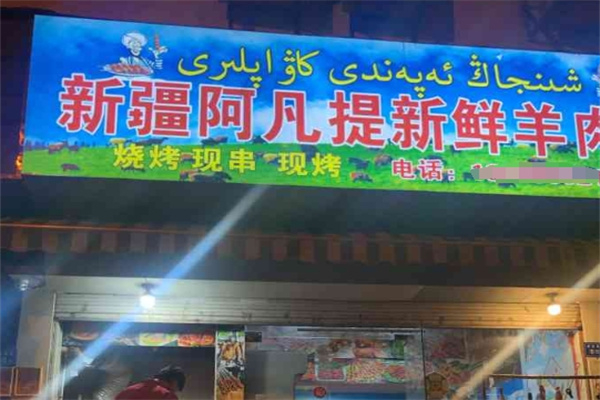 شىنجاڭ ئەپەندى كاۋاپلىرى
新疆阿凡提新鲜羊肉
烧烤 现串 现烤 电话: